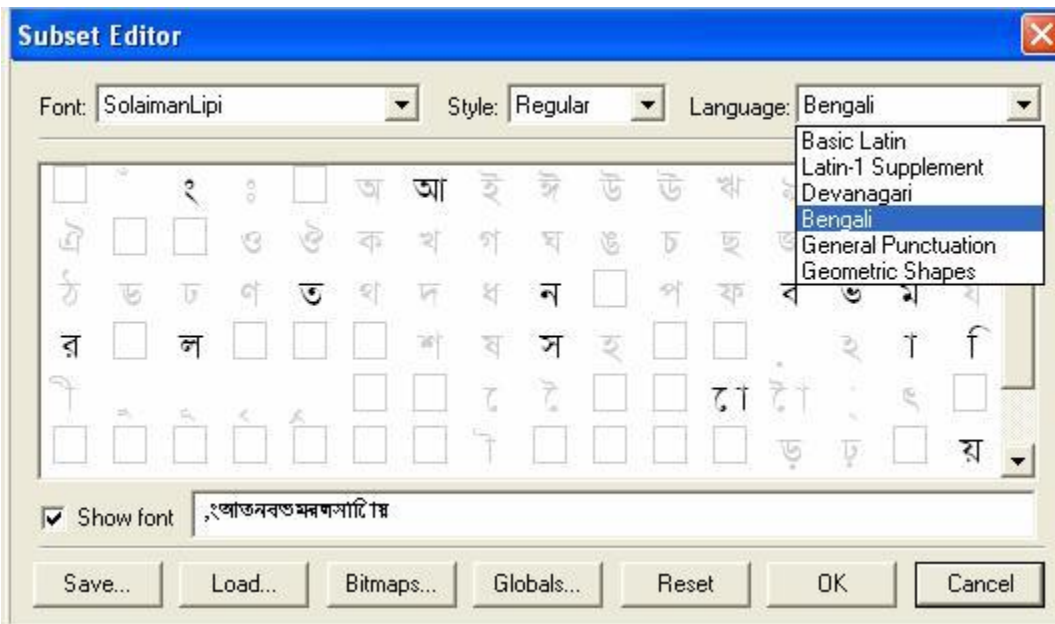 Subset Editor
Font: SolaimanLipi Style: Regular Language: Bengali
Basic Latin
Latin-1 Supplement
Devanagari
Bengali
General Punctuation
Geometric Shapes
ঁ ং ঃ অ আ ই ঈ উ ঊ ঋ
ঐ ও ঔ ক খ গ ঘ ঙ চ ছ
ঠ ড ঢ ণ ত থ দ ধ ন প ফ ব ভ ম য
র ল শ ষ স হ ় ঽ া ি
ী ু ূ ৃ ৄ ে ৈ ো ৌ ্ ৎ
ৗ ড় ঢ় য়
Show font ,ংআতনবভমরলসািোয়
Save... Load... Bitmaps... Globals... Reset OK Cancel